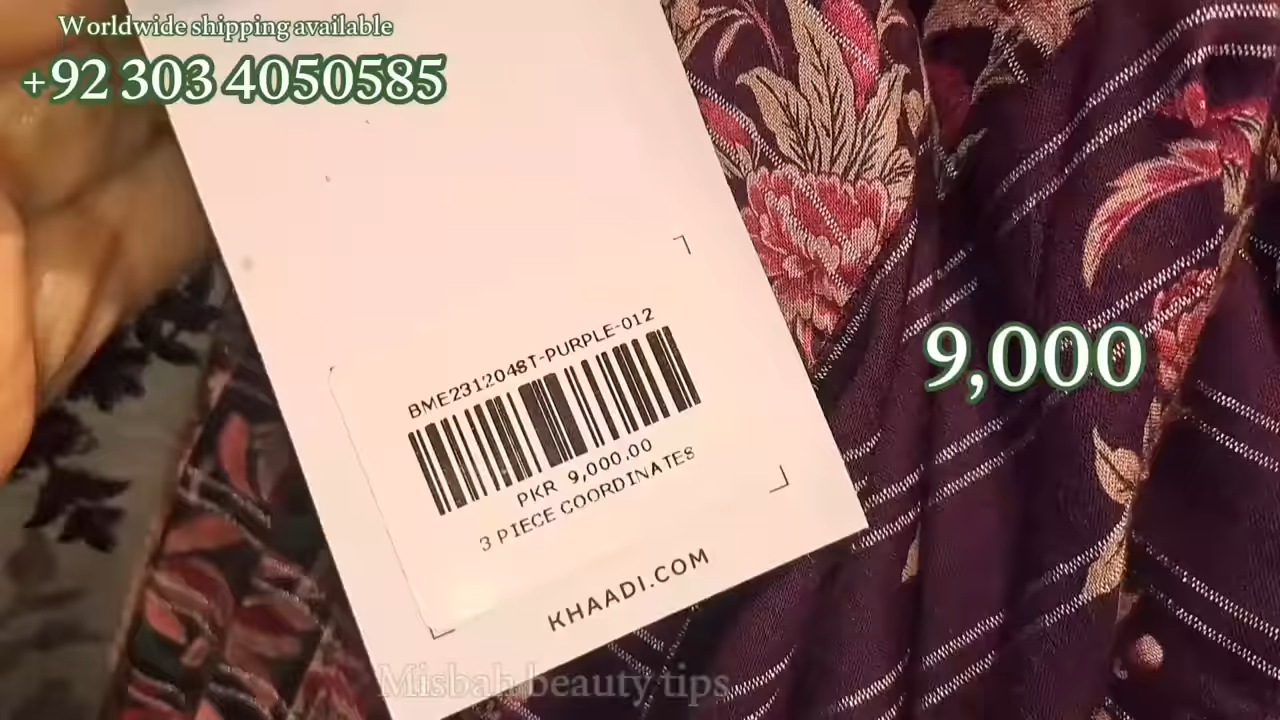 Worldwide shipping available
+92 303 4050585
BME231204ST-PURPLE-012
PKR 9,000.00
3 PIECE COORDINATES
KHAADI.COM
9,000
Misbah beauty tips